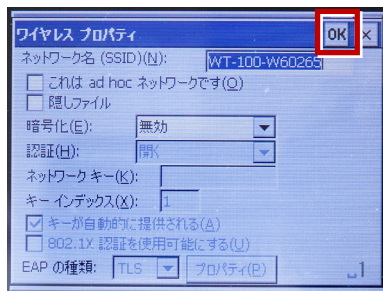 ワイヤレス プロパティ OK ×
ネットワーク名 (SSID)(N): WT-100-W60265
これは ad hoc ネットワークです(O)
隠しファイル
暗号化(E): 無効
認証(H): 開く
ネットワーク キー(K):
キー インデックス(X): 1
キーが自動的に提供される(A)
802.1X 認証を使用可能にする(U)
EAP の種類: TLS プロパティ(P)